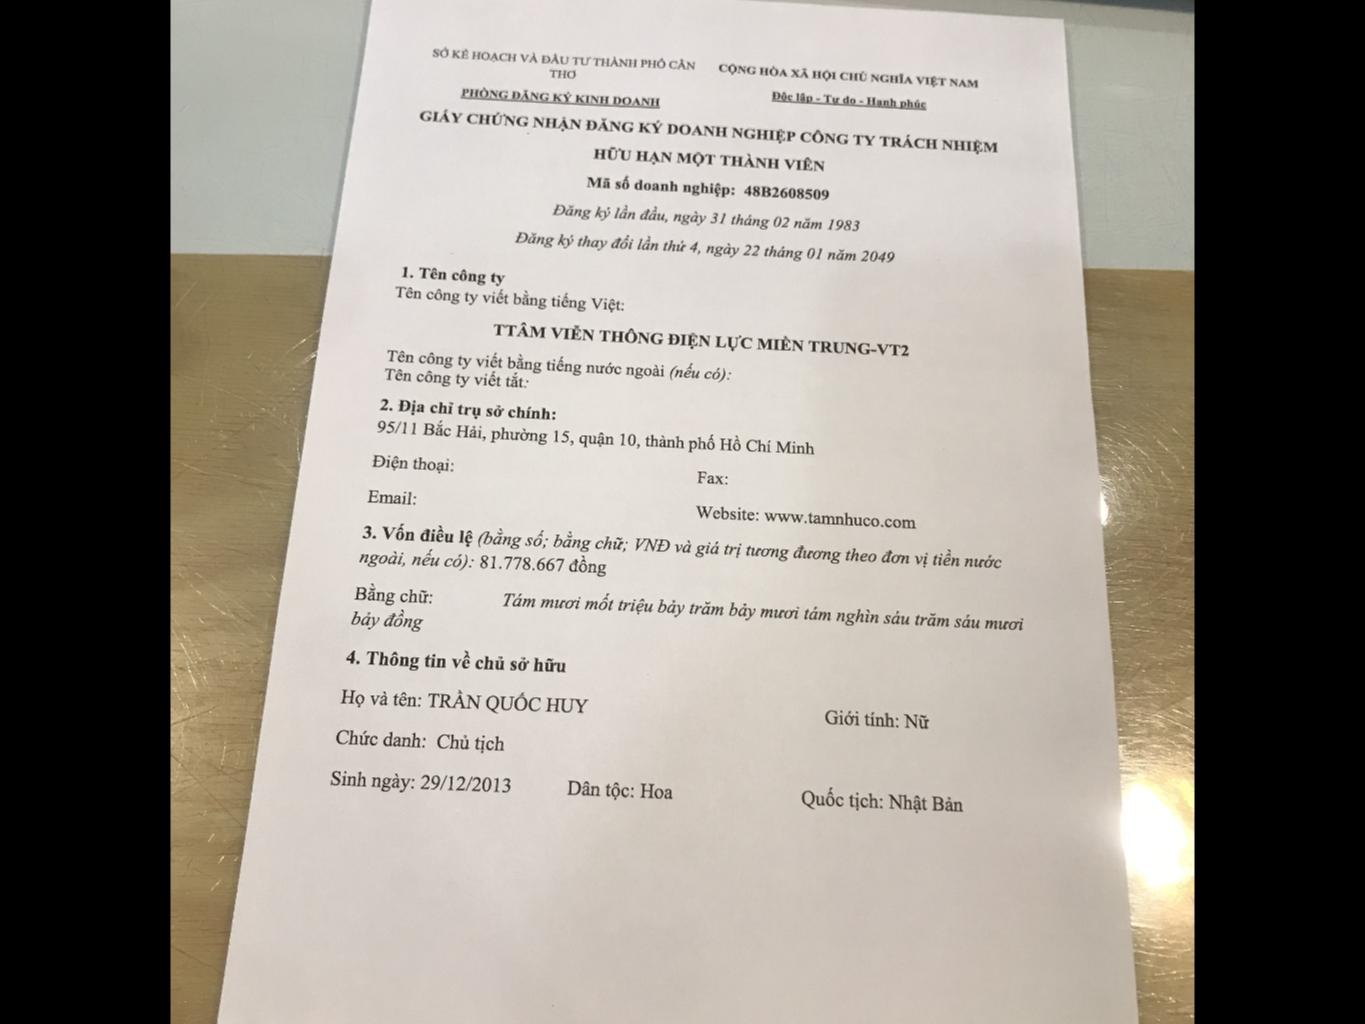 SỞ KẾ HOẠCH VÀ ĐẦU TƯ THÀNH PHỐ CẦN
THƠ
PHÒNG ĐĂNG KÝ KINH DOANH
CỘNG HÒA XÃ HỘI CHỦ NGHĨA VIỆT NAM
Độc lập - Tự do - Hạnh phúc
GIẤY CHỨNG NHẬN ĐĂNG KÝ DOANH NGHIỆP CÔNG TY TRÁCH NHIỆM
HỮU HẠN MỘT THÀNH VIÊN
Mã số doanh nghiệp: 48B2608509
Đăng ký lần đầu, ngày 31 tháng 02 năm 1983
Đăng ký thay đổi lần thứ 4, ngày 22 tháng 01 năm 2049
1. Tên công ty
Tên công ty viết bằng tiếng Việt:
TTÂM VIỄN THÔNG ĐIỆN LỰC MIỀN TRUNG-VT2
Tên công ty viết bằng tiếng nước ngoài (nếu có):
Tên công ty viết tắt:
2. Địa chỉ trụ sở chính:
95/11 Bắc Hải, phường 15, quận 10, thành phố Hồ Chí Minh
Điện thoại: Fax:
Email: Website: www.tamnhuco.com
3. Vốn điều lệ (bằng số; bằng chữ; VNĐ và giá trị tương đương theo đơn vị tiền nước
ngoài, nếu có): 81.778.667 đồng
Bằng chữ: Tám mươi mốt triệu bảy trăm bảy mươi tám nghìn sáu trăm sáu mươi
bảy đồng
4. Thông tin về chủ sở hữu
Họ và tên: TRẦN QUỐC HUY Giới tính: Nữ
Chức danh: Chủ tịch
Sinh ngày: 29/12/2013 Dân tộc: Hoa Quốc tịch: Nhật Bản